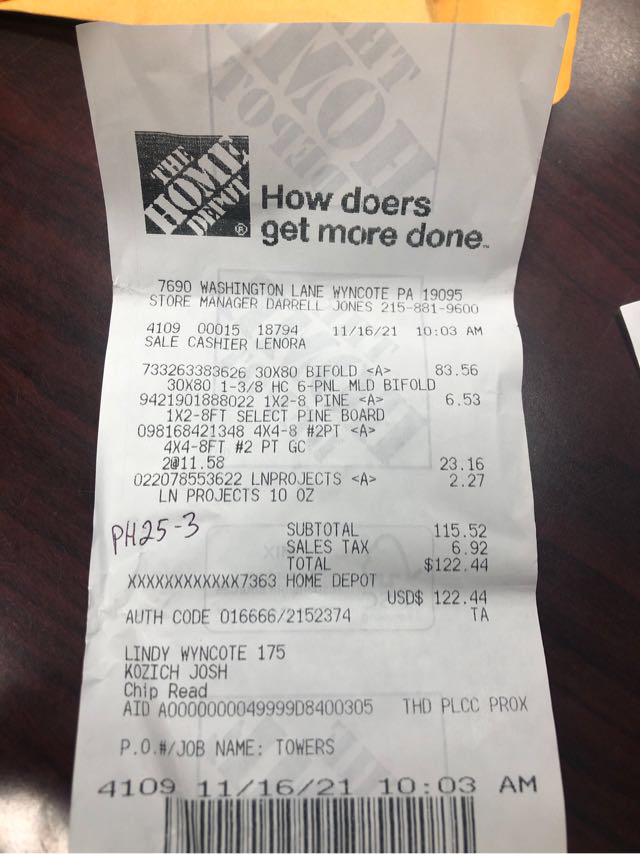 THE
HOME
DEPOT
®
How doers
get more done™
7690 WASHINGTON LANE WYNCOTE PA 19095
STORE MANAGER DARRELL JONES 215-881-9600
4109 00015 18794 11/16/21 10:03 AM
SALE CASHIER LENORA
733263383626 30X80 BIFOLD <A> 83.56
30X80 1-3/8 HC 6-PNL MLD BIFOLD
9421901888022 1X2-8 PINE <A> 6.53
1X2-8FT SELECT PINE BOARD
098168421348 4X4-8 #2PT <A>
4X4-8FT #2 PT GC
2@11.58 23.16
022078553622 LNPROJECTS <A> 2.27
LN PROJECTS 10 OZ
PH25-3
SUBTOTAL 115.52
SALES TAX 6.92
TOTAL $122.44
XXXXXXXXXXXX7363 HOME DEPOT
USD$ 122.44
AUTH CODE 016666/2152374 TA
LINDY WYNCOTE 175
KOZICH JOSH
Chip Read
AID A0000000049999D8400305 THD PLCC PROX
P.O.#/JOB NAME: TOWERS
4109 11/16/21 10:03 AM